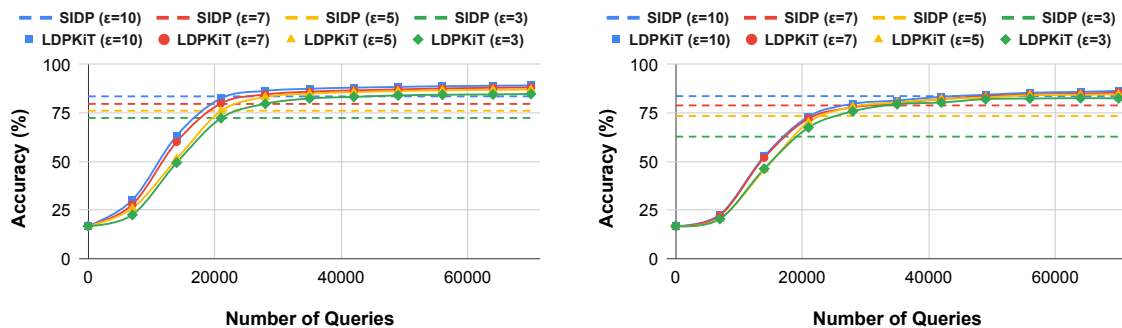 SIDP (ε=10) SIDP (ε=7) SIDP (ε=5) SIDP (ε=3)
LDPKiT (ε=10) LDPKiT (ε=7) LDPKiT (ε=5) LDPKiT (ε=3)
100
75
50
25
0
Accuracy (%)
0 20000 40000 60000
Number of Queries
SIDP (ε=10) SIDP (ε=7) SIDP (ε=5) SIDP (ε=3)
LDPKiT (ε=10) LDPKiT (ε=7) LDPKiT (ε=5) LDPKiT (ε=3)
100
75
50
25
0
Accuracy (%)
0 20000 40000 60000
Number of Queries